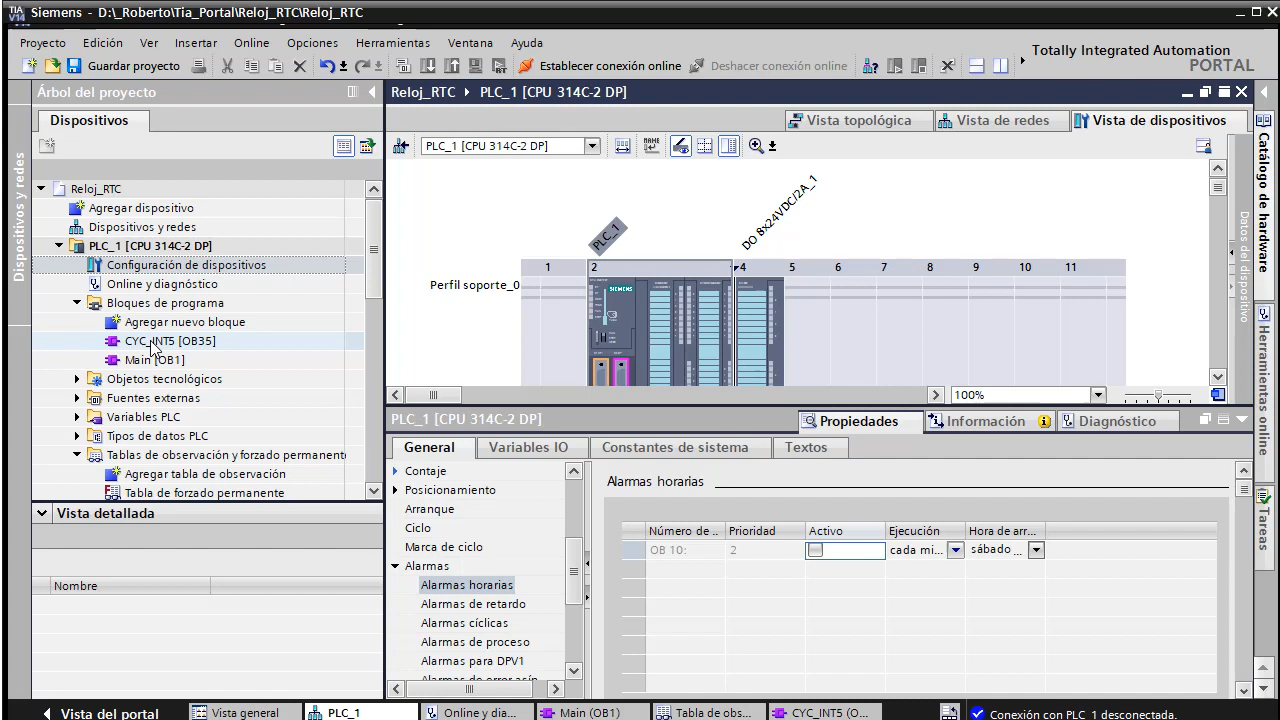 TIA V14 Siemens - D:\_Roberto\Tia_Portal\Reloj_RTC\Reloj_RTC
Proyecto Edición Ver Insertar Online Opciones Herramientas Ventana Ayuda
Totally Integrated Automation
PORTAL
Guardar proyecto Establecer conexión online Deshacer conexión online
Árbol del proyecto
Reloj_RTC PLC_1 [CPU 314C-2 DP]
Dispositivos
Vista topológica Vista de redes Vista de dispositivos
PLC_1 [CPU 314C-2 DP]
Dispositivos y redes
Reloj_RTC
Agregar dispositivo
Dispositivos y redes
PLC_1 [CPU 314C-2 DP]
Configuración de dispositivos
Online y diagnóstico
Bloques de programa
Agregar nuevo bloque
CYC_INT5 [OB35]
Main [OB1]
Objetos tecnológicos
Fuentes externas
Variables PLC
Tipos de datos PLC
Tablas de observación y forzado permanent
Agregar tabla de observación
Tabla de forzado permanente
Vista detallada
Nombre
PLC_1
DO 8x24VDC/2A_1
1 2 4 5 6 7 8 9 10 11
Perfil soporte_0
SIEMENS
100%
Datos del dispositivo
Catálogo de hardware
Herramientas online
Tareas
PLC_1 [CPU 314C-2 DP]
Propiedades Información Diagnóstico
General Variables IO Constantes de sistema Textos
Contaje
Posicionamiento
Arranque
Ciclo
Marca de ciclo
Alarmas
Alarmas horarias
Alarmas de retardo
Alarmas cíclicas
Alarmas de proceso
Alarmas para DPV1
Alarmas de error asín
Alarmas horarias
Número de .. Prioridad Activo Ejecución Hora de arr...
OB 10: 2 cada mi... sábado ...
Vista del portal Vista general PLC_1 Online y dia... Main (OB1) Tabla de obs... CYC_INT5 (O... Conexión con PLC_1 desconectada.